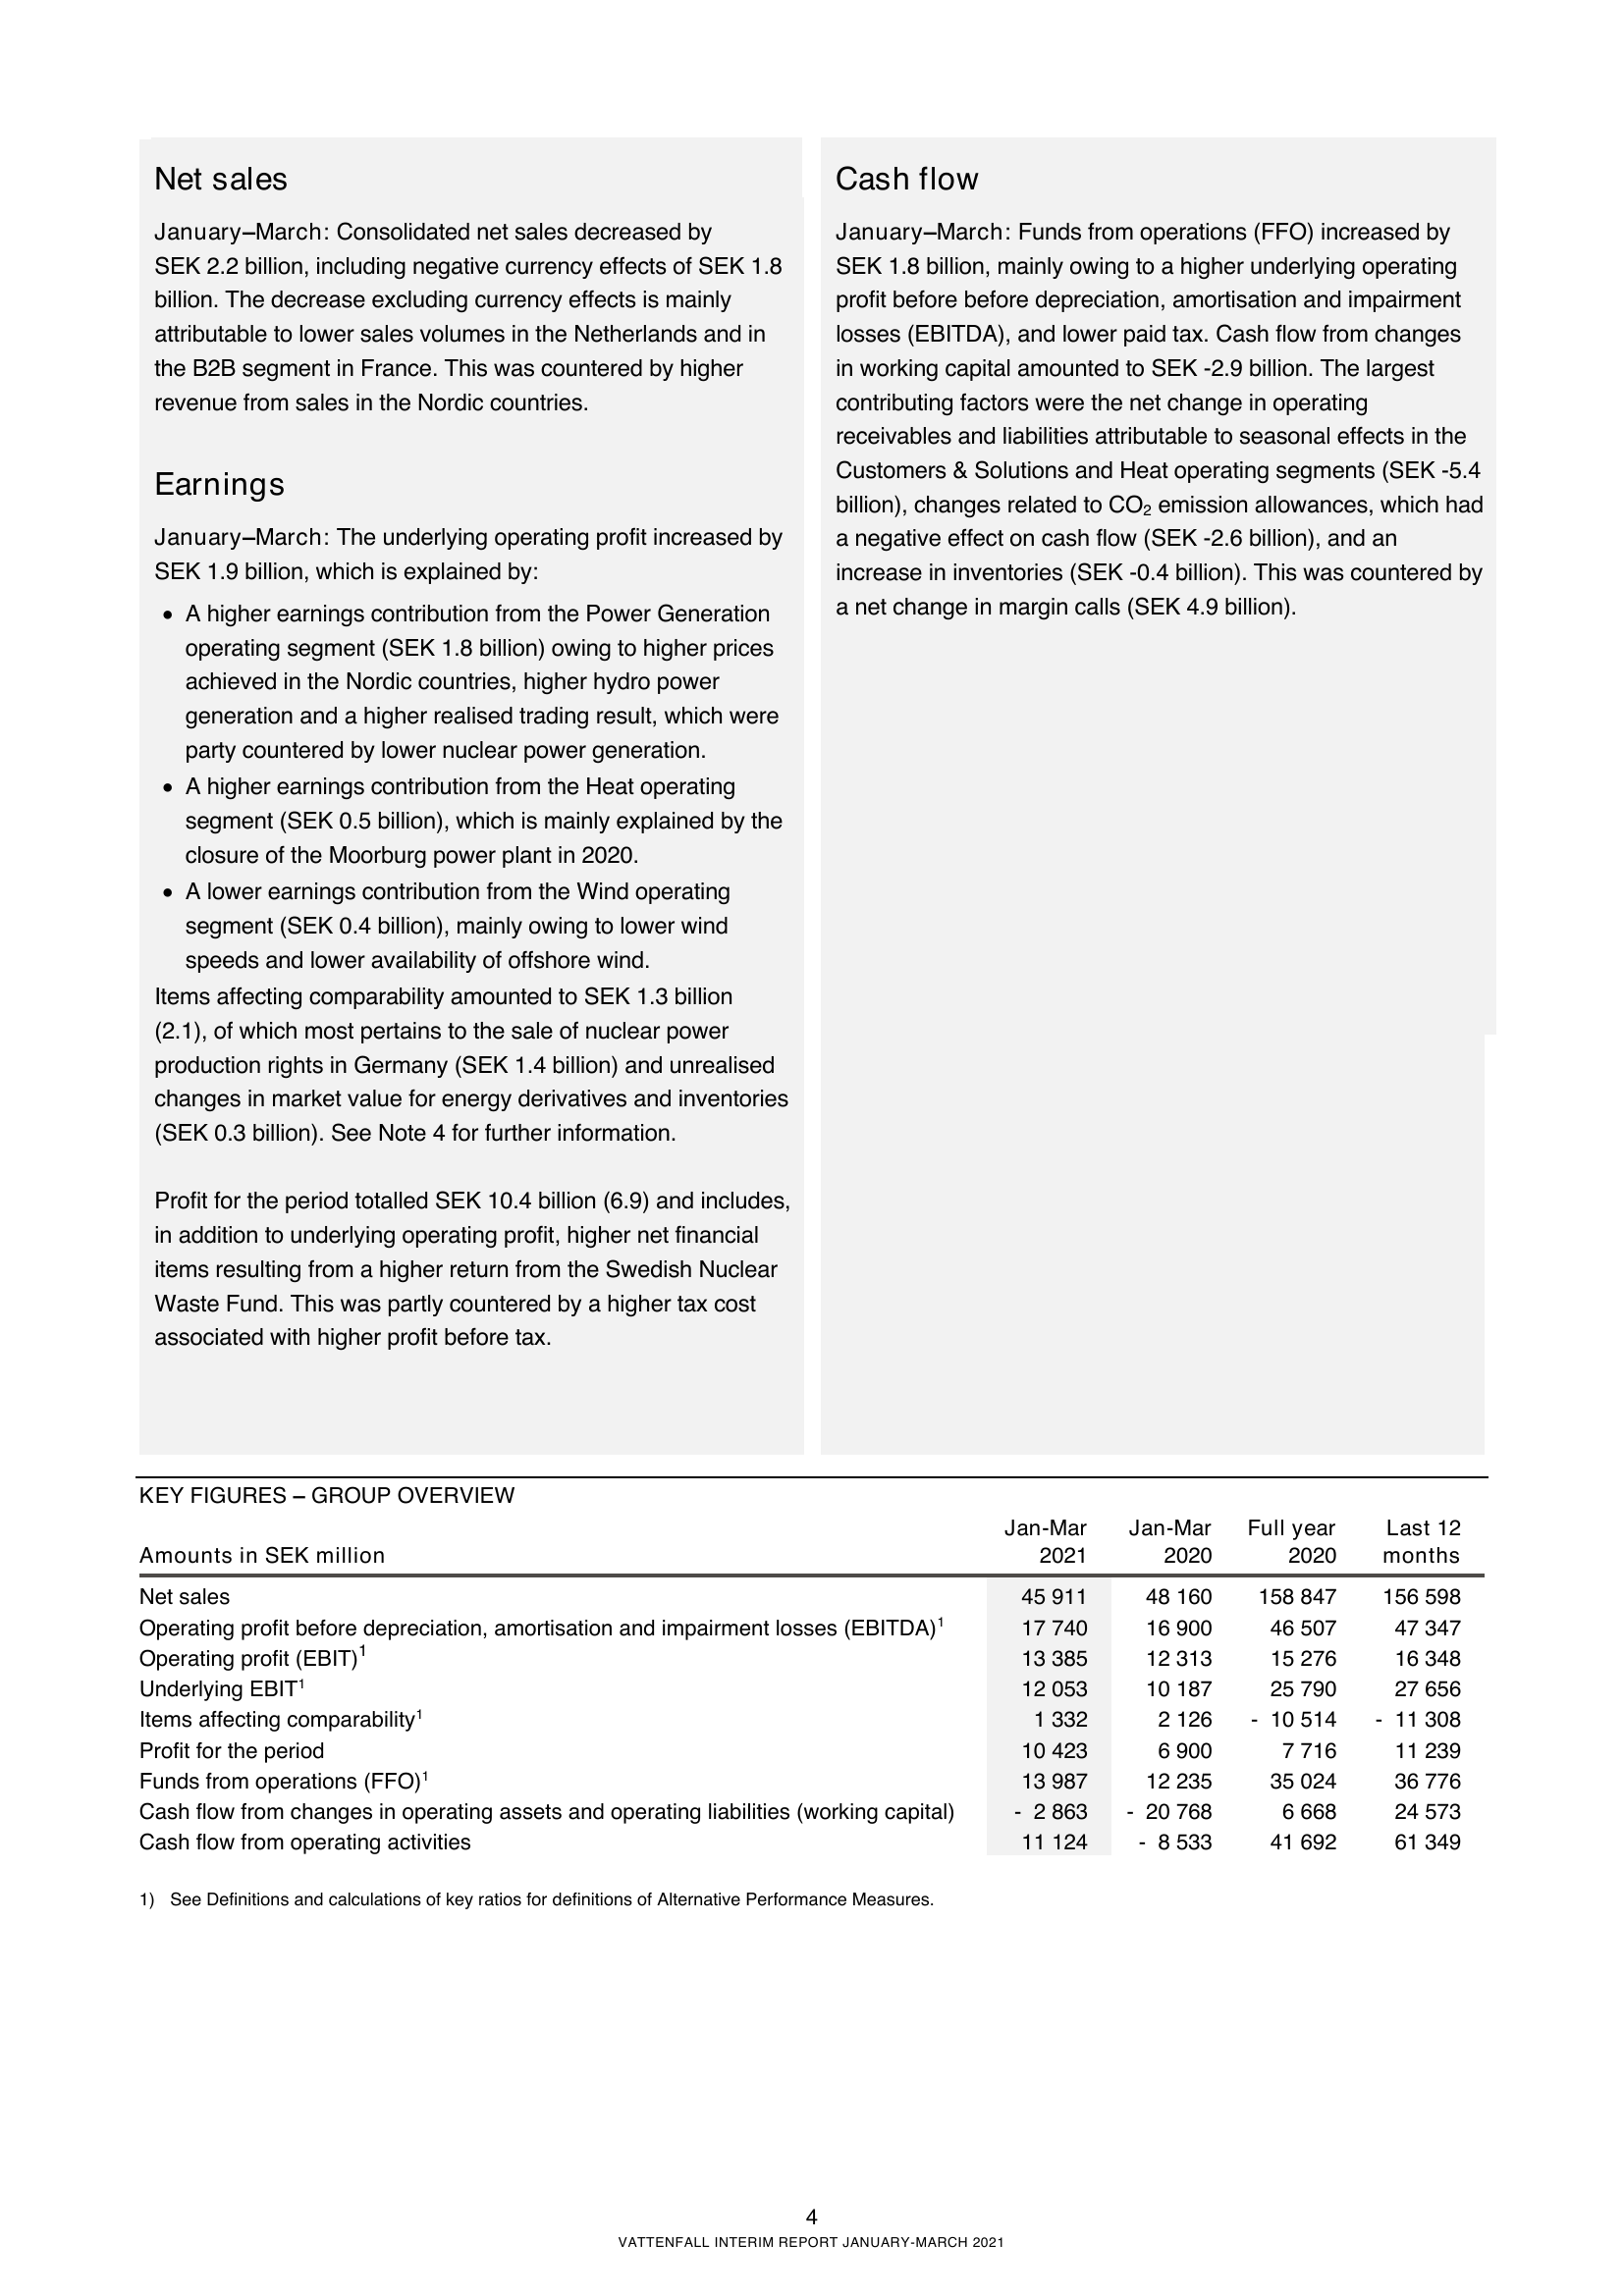 Net sales
January–March: Consolidated net sales decreased by
SEK 2.2 billion, including negative currency effects of SEK 1.8
billion. The decrease excluding currency effects is mainly
attributable to lower sales volumes in the Netherlands and in
the B2B segment in France. This was countered by higher
revenue from sales in the Nordic countries.
Earnings
January–March: The underlying operating profit increased by
SEK 1.9 billion, which is explained by:
• A higher earnings contribution from the Power Generation
operating segment (SEK 1.8 billion) owing to higher prices
achieved in the Nordic countries, higher hydro power
generation and a higher realised trading result, which were
party countered by lower nuclear power generation.
• A higher earnings contribution from the Heat operating
segment (SEK 0.5 billion), which is mainly explained by the
closure of the Moorburg power plant in 2020.
• A lower earnings contribution from the Wind operating
segment (SEK 0.4 billion), mainly owing to lower wind
speeds and lower availability of offshore wind.
Items affecting comparability amounted to SEK 1.3 billion
(2.1), of which most pertains to the sale of nuclear power
production rights in Germany (SEK 1.4 billion) and unrealised
changes in market value for energy derivatives and inventories
(SEK 0.3 billion). See Note 4 for further information.
Profit for the period totalled SEK 10.4 billion (6.9) and includes,
in addition to underlying operating profit, higher net financial
items resulting from a higher return from the Swedish Nuclear
Waste Fund. This was partly countered by a higher tax cost
associated with higher profit before tax.
Cash flow
January–March: Funds from operations (FFO) increased by
SEK 1.8 billion, mainly owing to a higher underlying operating
profit before before depreciation, amortisation and impairment
losses (EBITDA), and lower paid tax. Cash flow from changes
in working capital amounted to SEK -2.9 billion. The largest
contributing factors were the net change in operating
receivables and liabilities attributable to seasonal effects in the
Customers & Solutions and Heat operating segments (SEK -5.4
billion), changes related to CO₂ emission allowances, which had
a negative effect on cash flow (SEK -2.6 billion), and an
increase in inventories (SEK -0.4 billion). This was countered by
a net change in margin calls (SEK 4.9 billion).
KEY FIGURES – GROUP OVERVIEW
Jan-Mar Jan-Mar Full year Last 12
Amounts in SEK million 2021 2020 2020 months
Net sales 45 911 48 160 158 847 156 598
Operating profit before depreciation, amortisation and impairment losses (EBITDA)¹ 17 740 16 900 46 507 47 347
Operating profit (EBIT)¹ 13 385 12 313 15 276 16 348
Underlying EBIT¹ 12 053 10 187 25 790 27 656
Items affecting comparability¹ 1 332 2 126 - 10 514 - 11 308
Profit for the period 10 423 6 900 7 716 11 239
Funds from operations (FFO)¹ 13 987 12 235 35 024 36 776
Cash flow from changes in operating assets and operating liabilities (working capital) - 2 863 - 20 768 6 668 24 573
Cash flow from operating activities 11 124 - 8 533 41 692 61 349
1) See Definitions and calculations of key ratios for definitions of Alternative Performance Measures.
4
VATTENFALL INTERIM REPORT JANUARY-MARCH 2021